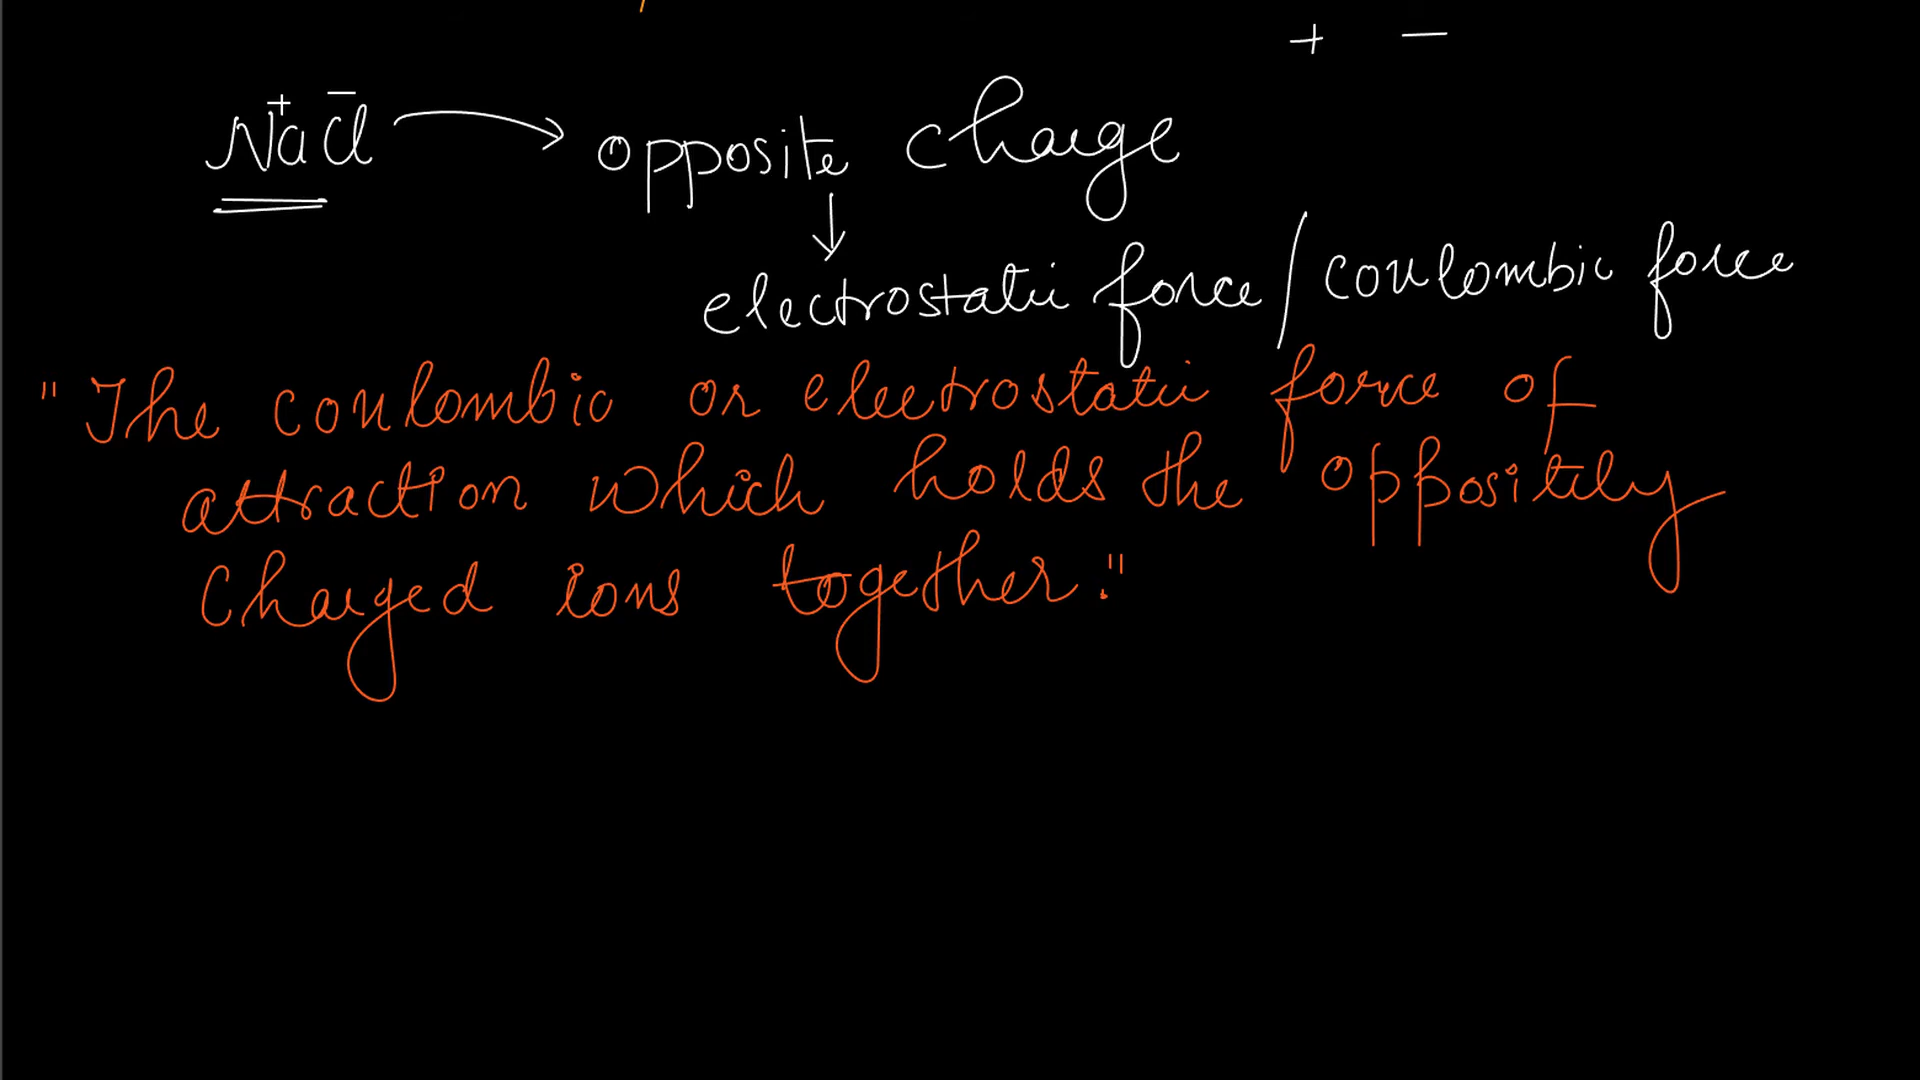 + −
Na⁺Cl⁻ → opposite charge
↓
electrostatic force / coulombic force
"The coulombic or electrostatic force of
attraction which holds the oppositely
Charged ions together."